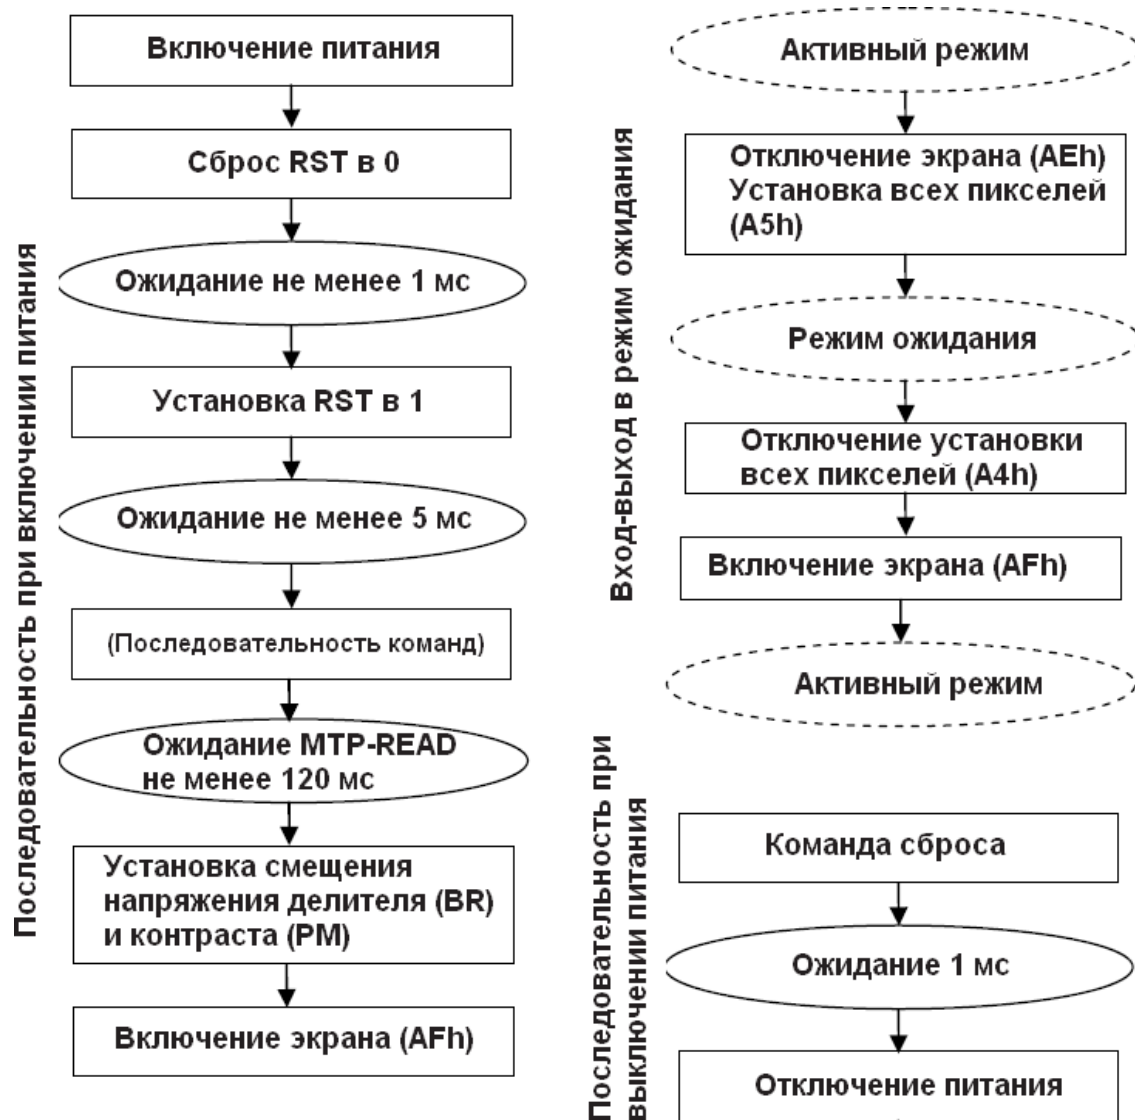 Последовательность при включении питания
Включение питания
Сброс RST в 0
Ожидание не менее 1 мс
Установка RST в 1
Ожидание не менее 5 мс
(Последовательность команд)
Ожидание MTP-READ
не менее 120 мс
Установка смещения
напряжения делителя (BR)
и контраста (PM)
Включение экрана (AFh)
Вход-выход в режим ожидания
Активный режим
Отключение экрана (AEh)
Установка всех пикселей
(A5h)
Режим ожидания
Отключение установки
всех пикселей (A4h)
Включение экрана (AFh)
Активный режим
Последовательность при
выключении питания
Команда сброса
Ожидание 1 мс
Отключение питания